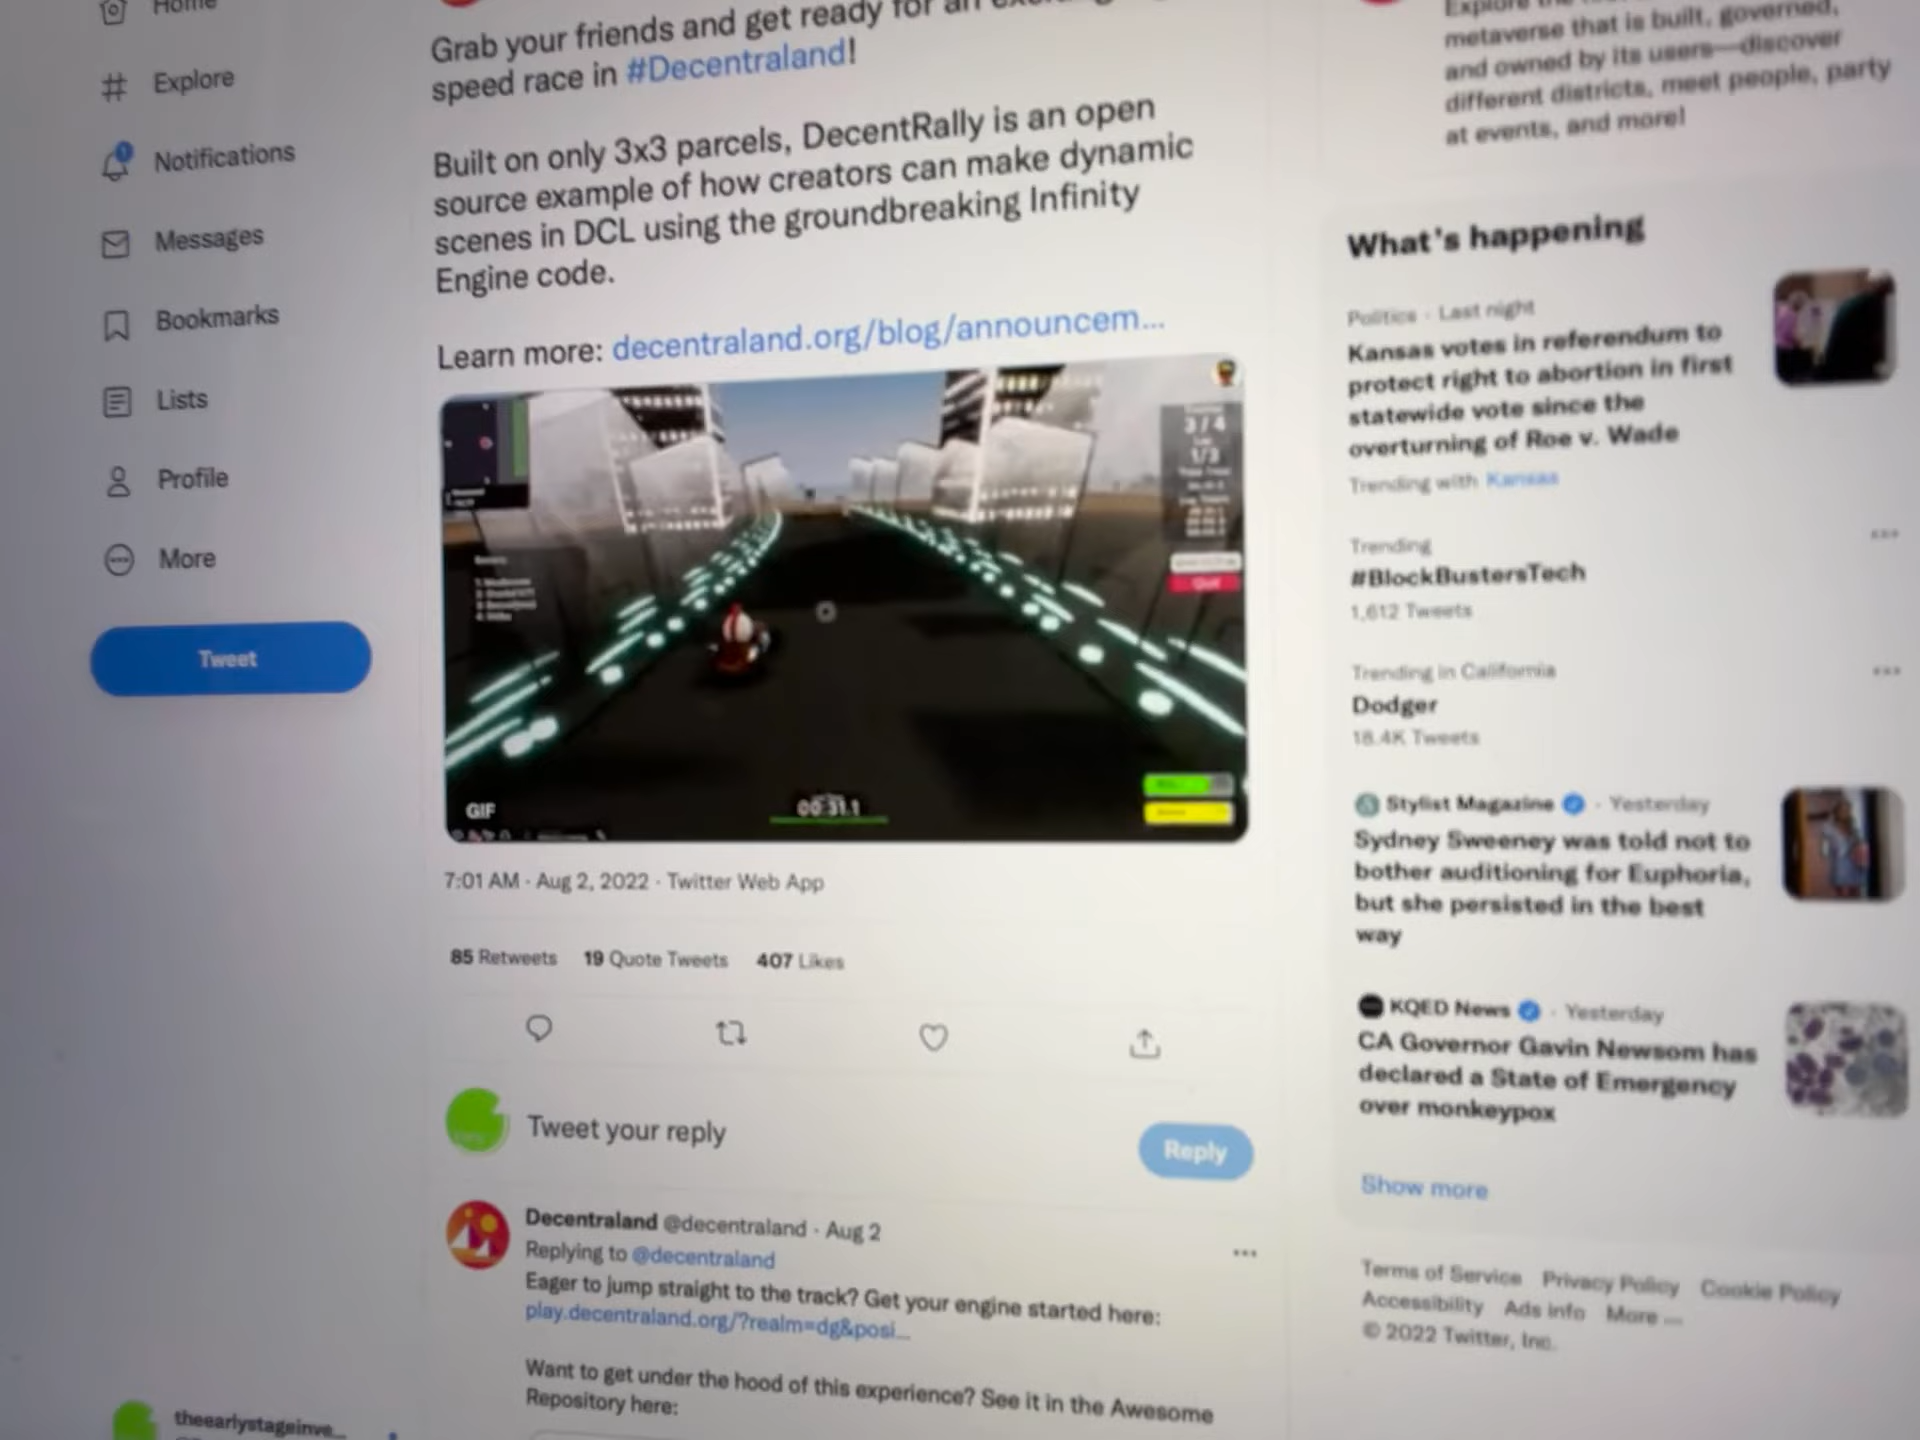 Home
Explore
Notifications
Messages
Bookmarks
Lists
Profile
More
Tweet
theearlystageinve...
Grab your friends and get ready for an
speed race in #Decentraland!
Built on only 3x3 parcels, DecentRally is an open
source example of how creators can make dynamic
scenes in DCL using the groundbreaking Infinity
Engine code.
Learn more: decentraland.org/blog/announcem...
3/4
1/3
Quit
GIF
00:31.1
7:01 AM · Aug 2, 2022 · Twitter Web App
85 Retweets 19 Quote Tweets 407 Likes
Tweet your reply
Reply
Decentraland @decentraland · Aug 2
Replying to @decentraland
Eager to jump straight to the track? Get your engine started here:
play.decentraland.org/?realm=dg&posi...
Want to get under the hood of this experience? See it in the Awesome
Repository here:
Explore the
metaverse that is built, governed,
and owned by its users—discover
different districts, meet people, party
at events, and more!
What's happening
Politics · Last night
Kansas votes in referendum to
protect right to abortion in first
statewide vote since the
overturning of Roe v. Wade
Trending with Kansas
Trending
#BlockBustersTech
1,612 Tweets
Trending in California
Dodger
18.4K Tweets
Stylist Magazine · Yesterday
Sydney Sweeney was told not to
bother auditioning for Euphoria,
but she persisted in the best
way
KQED News · Yesterday
CA Governor Gavin Newsom has
declared a State of Emergency
over monkeypox
Show more
Terms of Service Privacy Policy Cookie Policy
Accessibility Ads info More ...
© 2022 Twitter, Inc.